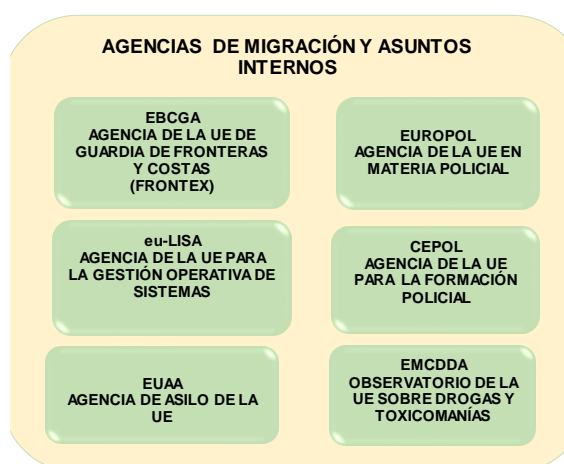 AGENCIAS DE MIGRACIÓN Y ASUNTOS
INTERNOS
EBCGA
AGENCIA DE LA UE DE
GUARDIA DE FRONTERAS
Y COSTAS
(FRONTEX)
EUROPOL
AGENCIA DE LA UE EN
MATERIA POLICIAL
eu-LISA
AGENCIA DE LA UE PARA
LA GESTIÓN OPERATIVA DE
SISTEMAS
CEPOL
AGENCIA DE LA UE
PARA LA FORMACIÓN
POLICIAL
EUAA
AGENCIA DE ASILO DE LA
UE
EMCDDA
OBSERVATORIO DE LA
UE SOBRE DROGAS Y
TOXICOMANÍAS